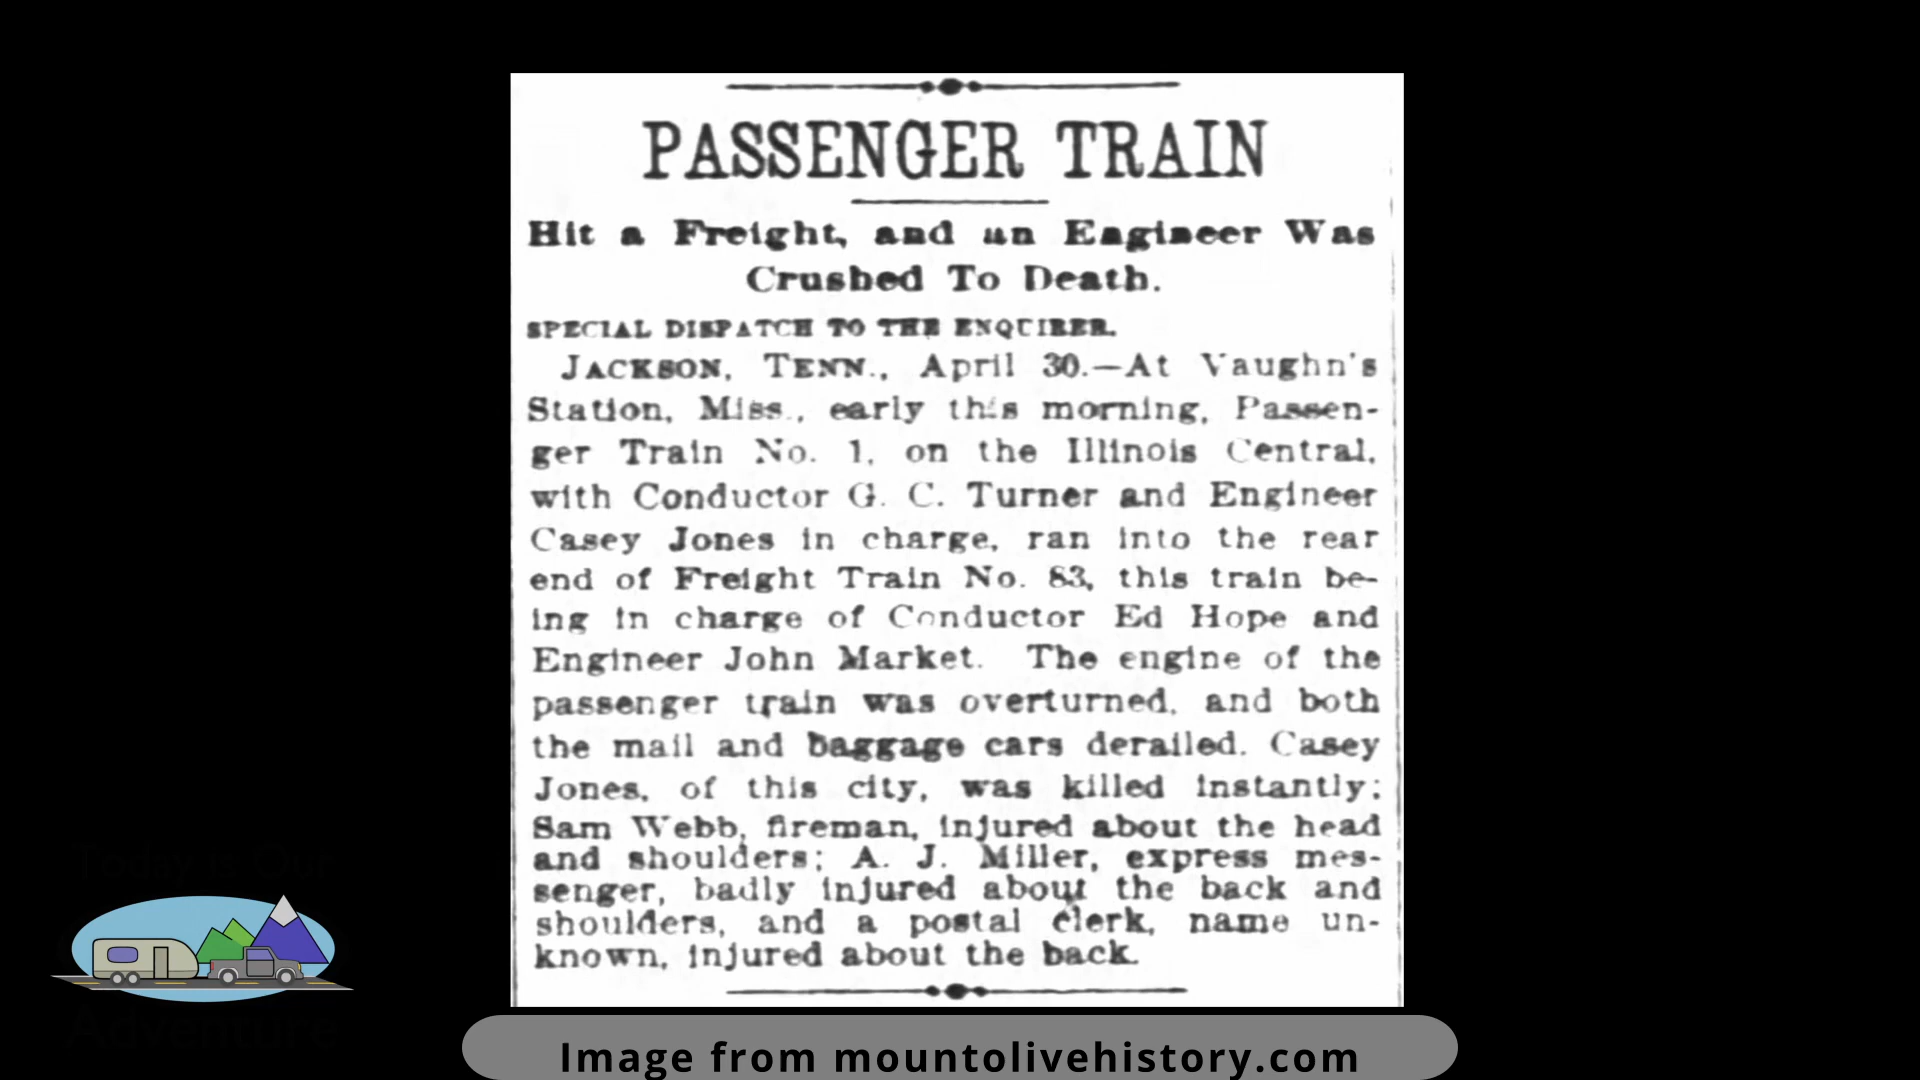 PASSENGER TRAIN
Hit a Freight, and an Engineer Was
Crushed To Death.
SPECIAL DISPATCH TO THE ENQUIRER.
JACKSON, TENN., April 30.—At Vaughn's
Station, Miss., early this morning, Passen-
ger Train No. 1, on the Illinois Central,
with Conductor G. C. Turner and Engineer
Casey Jones in charge, ran into the rear
end of Freight Train No. 83, this train be-
ing in charge of Conductor Ed Hope and
Engineer John Market. The engine of the
passenger train was overturned, and both
the mail and baggage cars derailed. Casey
Jones, of this city, was killed instantly;
Sam Webb, fireman, injured about the head
and shoulders; A. J. Miller, express mes-
senger, badly injured about the back and
shoulders, and a postal clerk, name un-
known, injured about the back.
Today is Our
Adventure
Image from mountolivehistory.com